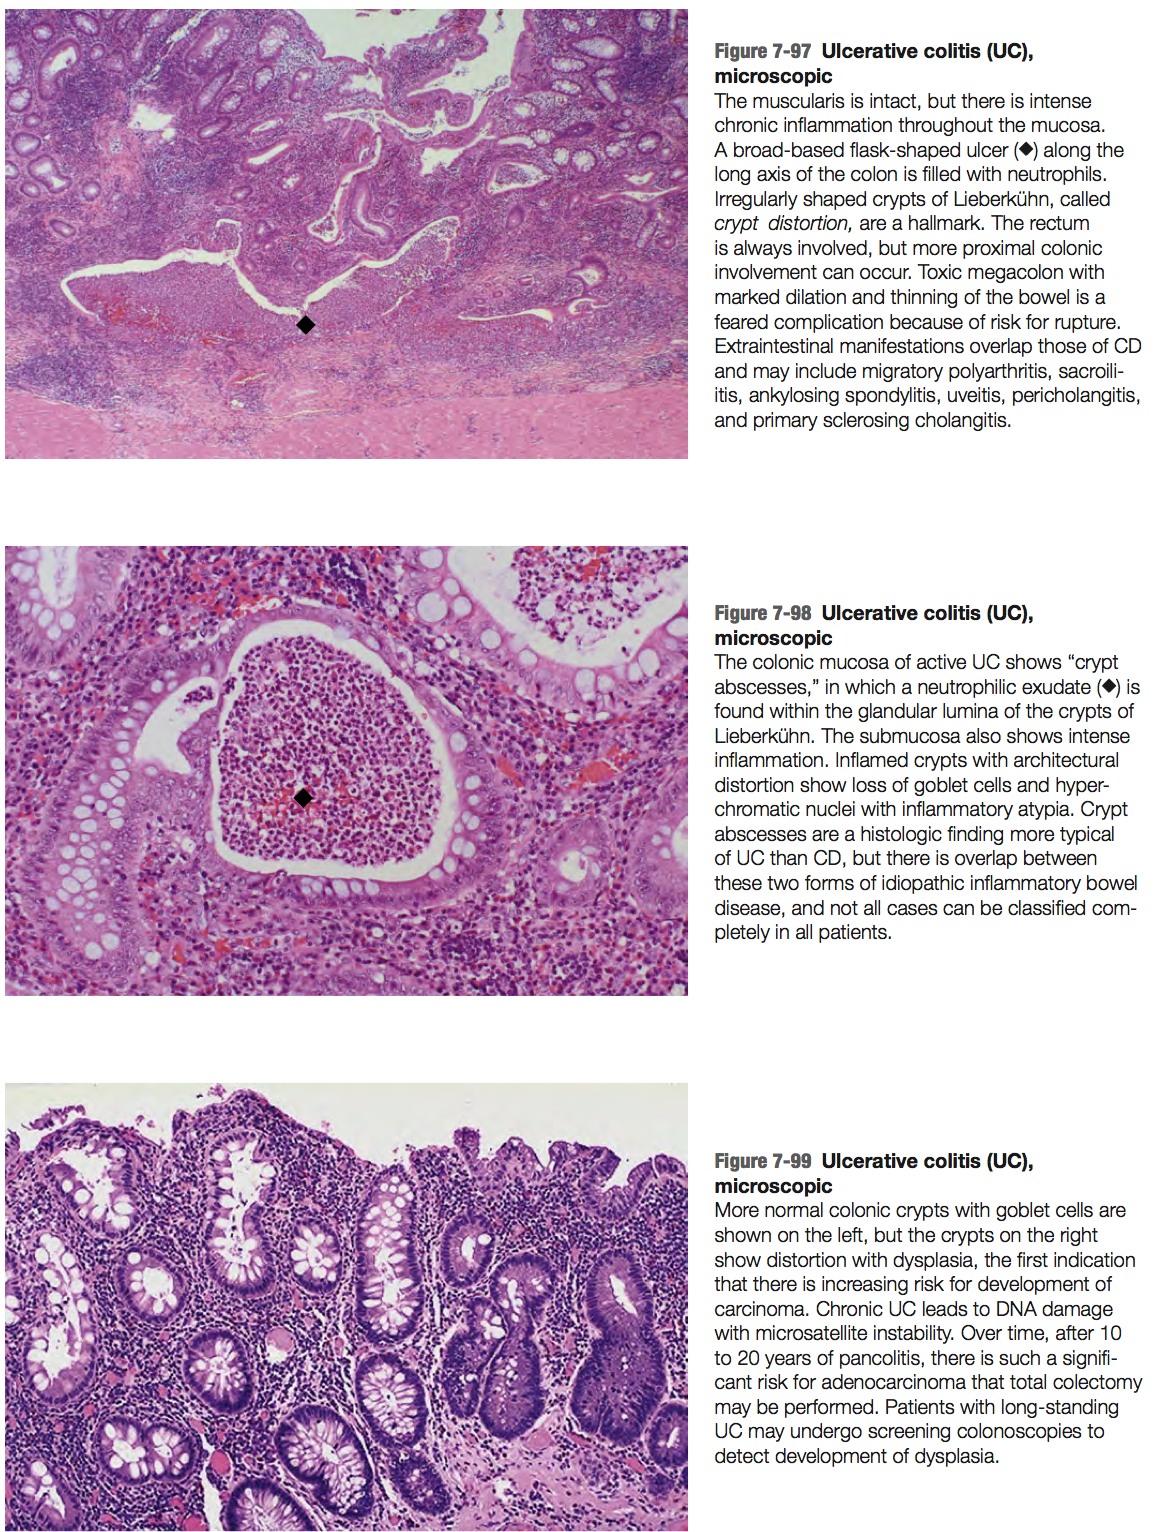 Figure 7-97 Ulcerative colitis (UC),
microscopic
The muscularis is intact, but there is intense
chronic inflammation throughout the mucosa.
A broad-based flask-shaped ulcer (◆) along the
long axis of the colon is filled with neutrophils.
Irregularly shaped crypts of Lieberkühn, called
crypt distortion, are a hallmark. The rectum
is always involved, but more proximal colonic
involvement can occur. Toxic megacolon with
marked dilation and thinning of the bowel is a
feared complication because of risk for rupture.
Extraintestinal manifestations overlap those of CD
and may include migratory polyarthritis, sacroili-
itis, ankylosing spondylitis, uveitis, pericholangitis,
and primary sclerosing cholangitis.
Figure 7-98 Ulcerative colitis (UC),
microscopic
The colonic mucosa of active UC shows “crypt
abscesses,” in which a neutrophilic exudate (◆) is
found within the glandular lumina of the crypts of
Lieberkühn. The submucosa also shows intense
inflammation. Inflamed crypts with architectural
distortion show loss of goblet cells and hyper-
chromatic nuclei with inflammatory atypia. Crypt
abscesses are a histologic finding more typical
of UC than CD, but there is overlap between
these two forms of idiopathic inflammatory bowel
disease, and not all cases can be classified com-
pletely in all patients.
Figure 7-99 Ulcerative colitis (UC),
microscopic
More normal colonic crypts with goblet cells are
shown on the left, but the crypts on the right
show distortion with dysplasia, the first indication
that there is increasing risk for development of
carcinoma. Chronic UC leads to DNA damage
with microsatellite instability. Over time, after 10
to 20 years of pancolitis, there is such a signifi-
cant risk for adenocarcinoma that total colectomy
may be performed. Patients with long-standing
UC may undergo screening colonoscopies to
detect development of dysplasia.